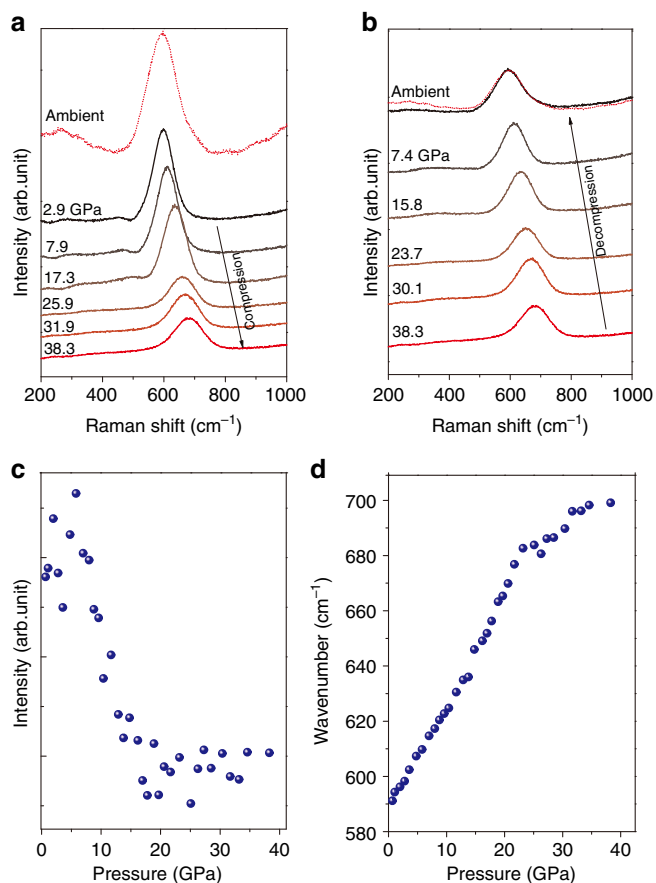 a
Intensity (arb.unit)
Ambient
2.9 GPa
7.9
17.3
25.9
31.9
38.3
Compression
200 400 600 800 1000
Raman shift (cm⁻¹)
b
Intensity (arb.unit)
Ambient
7.4 GPa
15.8
23.7
30.1
38.3
Decompression
200 400 600 800 1000
Raman shift (cm⁻¹)
c
Intensity (arb.unit)
0 10 20 30 40
Pressure (GPa)
d
Wavenumber (cm⁻¹)
700
680
660
640
620
600
580
0 10 20 30 40
Pressure (GPa)